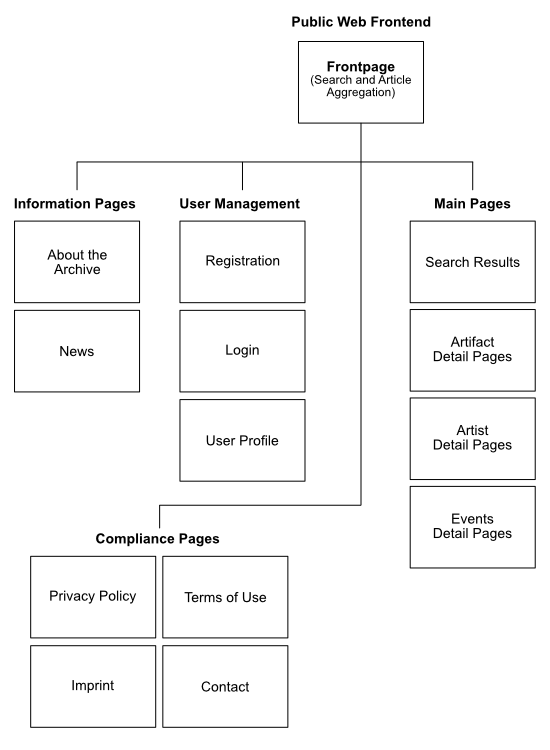 Public Web Frontend
Frontpage
(Search and Article
Aggregation)
Information Pages
About the
Archive
News
User Management
Registration
Login
User Profile
Main Pages
Search Results
Artifact
Detail Pages
Artist
Detail Pages
Events
Detail Pages
Compliance Pages
Privacy Policy
Terms of Use
Imprint
Contact